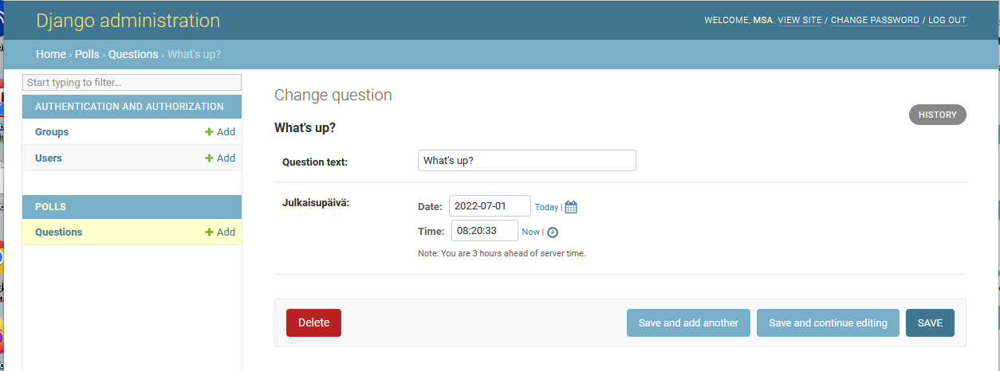 Django administration
WELCOME, MSA. VIEW SITE / CHANGE PASSWORD / LOG OUT
Home › Polls › Questions › What's up?
Start typing to filter...
AUTHENTICATION AND AUTHORIZATION
Groups + Add
Users + Add
POLLS
Questions + Add
Change question
HISTORY
What's up?
Question text: What's up?
Julkaisupäivä:
Date: 2022-07-01 Today |
Time: 08:20:33 Now |
Note: You are 3 hours ahead of server time.
Delete Save and add another Save and continue editing SAVE